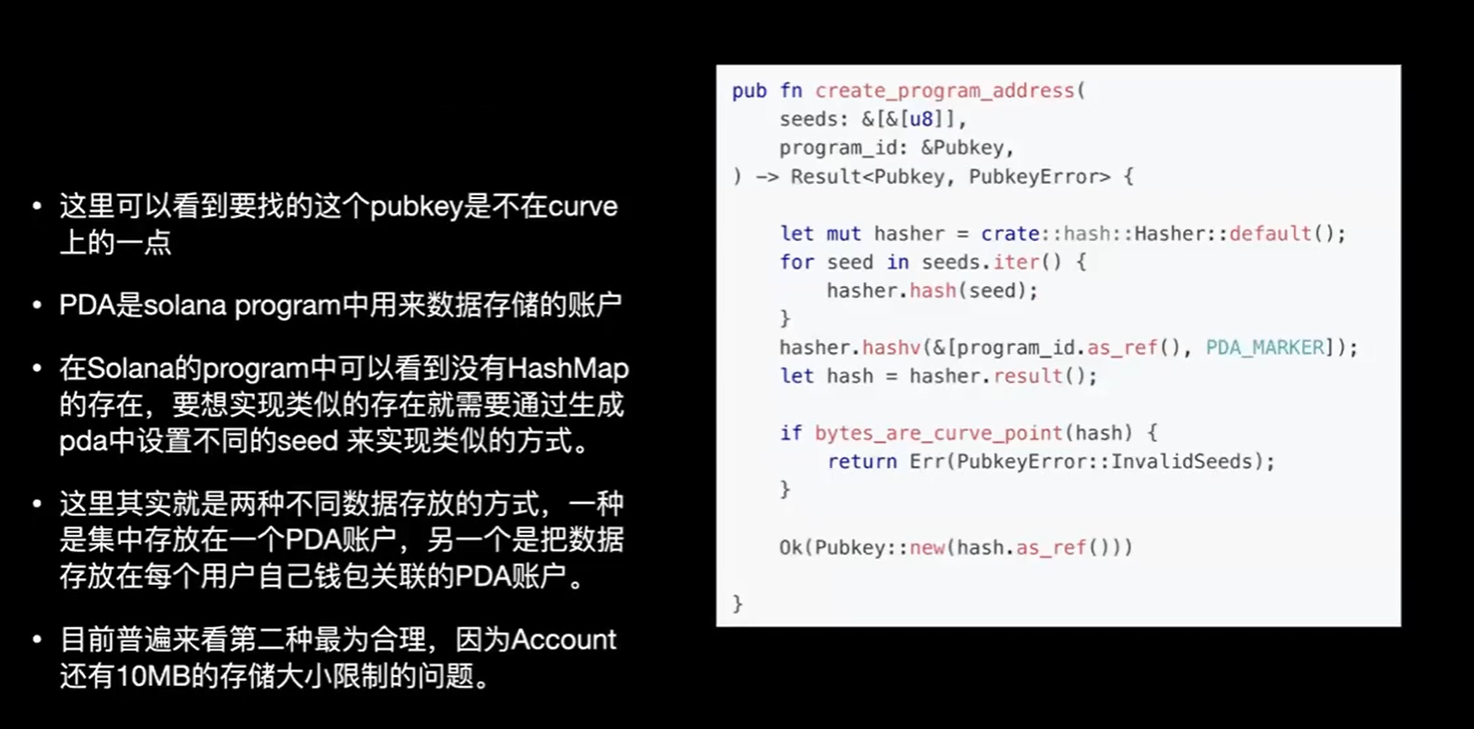 • 这里可以看到要找的这个pubkey是不在curve
上的一点
• PDA是solana program中用来数据存储的账户
• 在Solana的program中可以看到没有HashMap
的存在，要想实现类似的存在就需要通过生成
pda中设置不同的seed 来实现类似的方式。
• 这里其实就是两种不同数据存放的方式，一种
是集中存放在一个PDA账户，另一个是把数据
存放在每个用户自己钱包关联的PDA账户。
• 目前普遍来看第二种最为合理，因为Account
还有10MB的存储大小限制的问题。
pub fn create_program_address(
    seeds: &[&[u8]],
    program_id: &Pubkey,
) -> Result<Pubkey, PubkeyError> {
    let mut hasher = crate::hash::Hasher::default();
    for seed in seeds.iter() {
        hasher.hash(seed);
    }
    hasher.hashv(&[program_id.as_ref(), PDA_MARKER]);
    let hash = hasher.result();
    if bytes_are_curve_point(hash) {
        return Err(PubkeyError::InvalidSeeds);
    }
    Ok(Pubkey::new(hash.as_ref()))
}